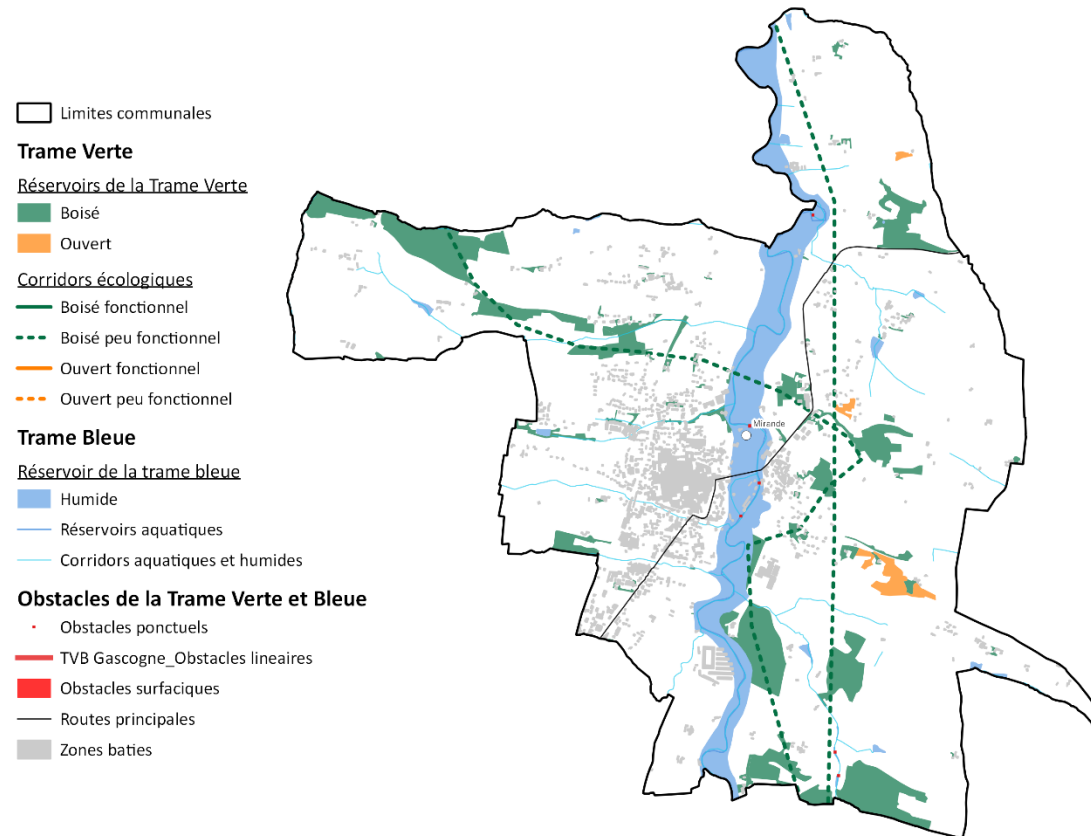 Limites communales
Trame Verte
Réservoirs de la Trame Verte
Boisé
Ouvert
Corridors écologiques
Boisé fonctionnel
Boisé peu fonctionnel
Ouvert fonctionnel
Ouvert peu fonctionnel
Trame Bleue
Réservoir de la trame bleue
Humide
Réservoirs aquatiques
Corridors aquatiques et humides
Obstacles de la Trame Verte et Bleue
Obstacles ponctuels
TVB Gascogne_Obstacles lineaires
Obstacles surfaciques
Routes principales
Zones baties
Mirande